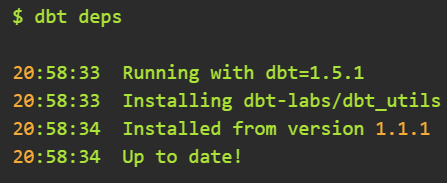 $ dbt deps
20:58:33  Running with dbt=1.5.1
20:58:33  Installing dbt-labs/dbt_utils
20:58:34  Installed from version 1.1.1
20:58:34  Up to date!